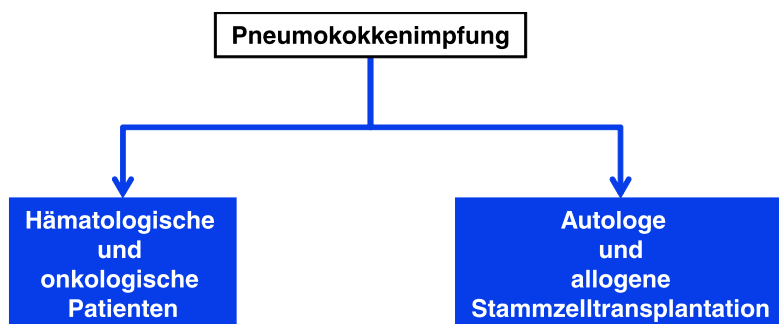 Pneumokokkenimpfung
Hämatologische
und
onkologische
Patienten
Autologe
und
allogene
Stammzelltransplantation